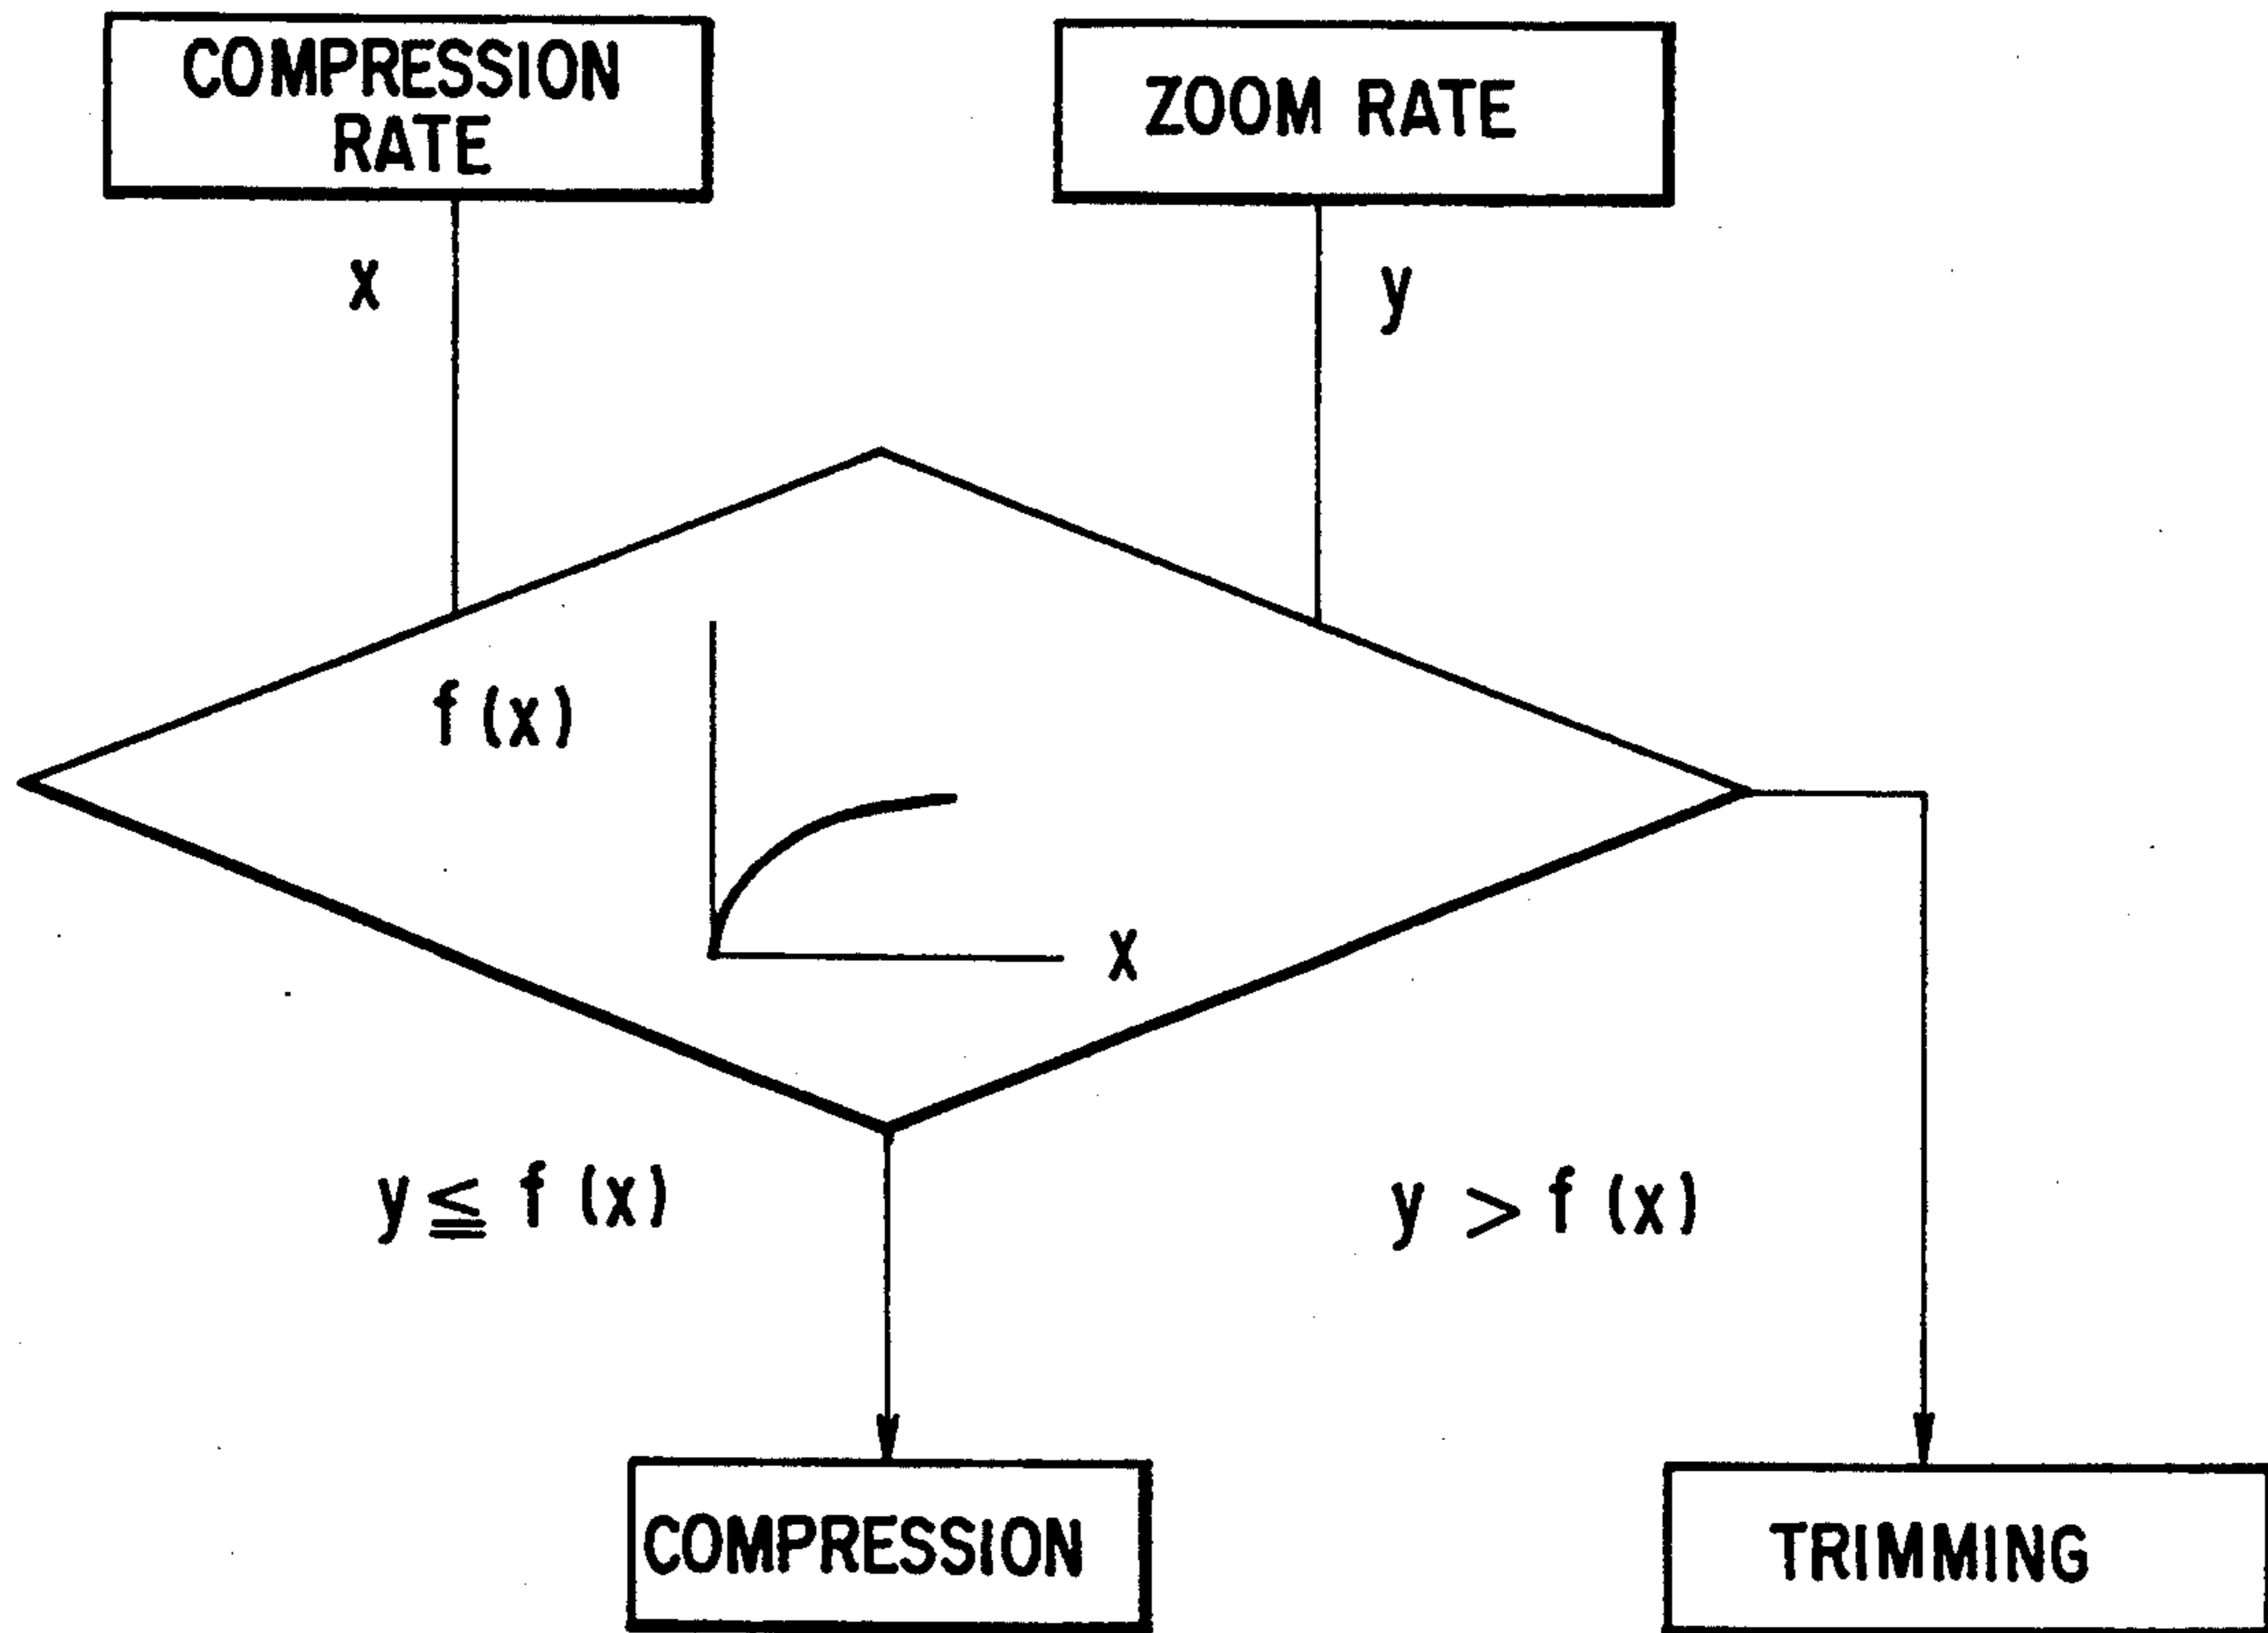 COMPRESSION
RATE
ZOOM RATE
x
y
f (x)
x
y ≦ f (x)
y > f (x)
COMPRESSION
TRIMMING